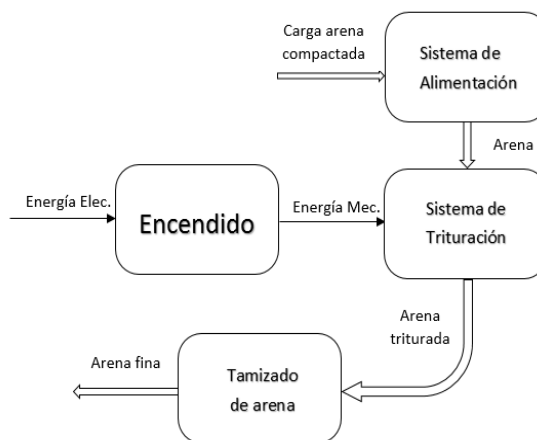 Carga arena
compactada
Sistema de
Alimentación
Arena
Energía Elec.
Encendido
Energía Mec.
Sistema de
Trituración
Arena
triturada
Arena fina
Tamizado
de arena